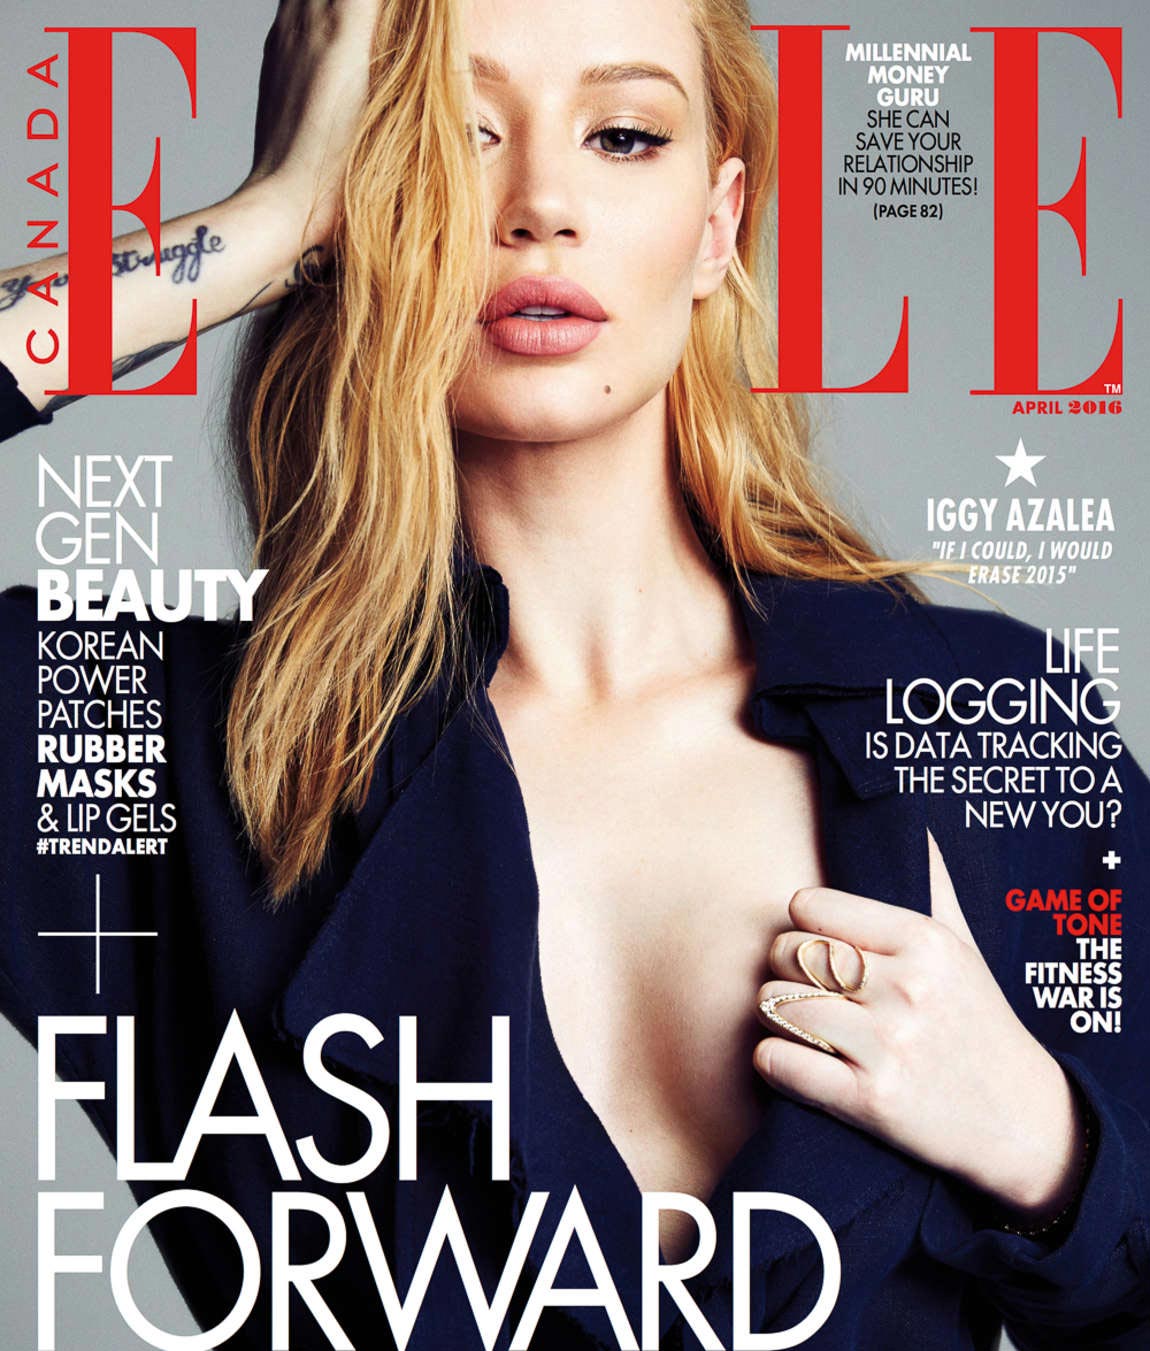 CANADA
ELLE
TM
APRIL 2016
MILLENNIAL
MONEY
GURU
SHE CAN
SAVE YOUR
RELATIONSHIP
IN 90 MINUTES!
(PAGE 82)
struggle
IGGY AZALEA
"IF I COULD, I WOULD
ERASE 2015"
NEXT
GEN
BEAUTY
KOREAN
POWER
PATCHES
RUBBER
MASKS
& LIP GELS
#TRENDALERT
LIFE
LOGGING
IS DATA TRACKING
THE SECRET TO A
NEW YOU?
+
GAME OF
TONE
THE
FITNESS
WAR IS
ON!
FLASH
FORWARD